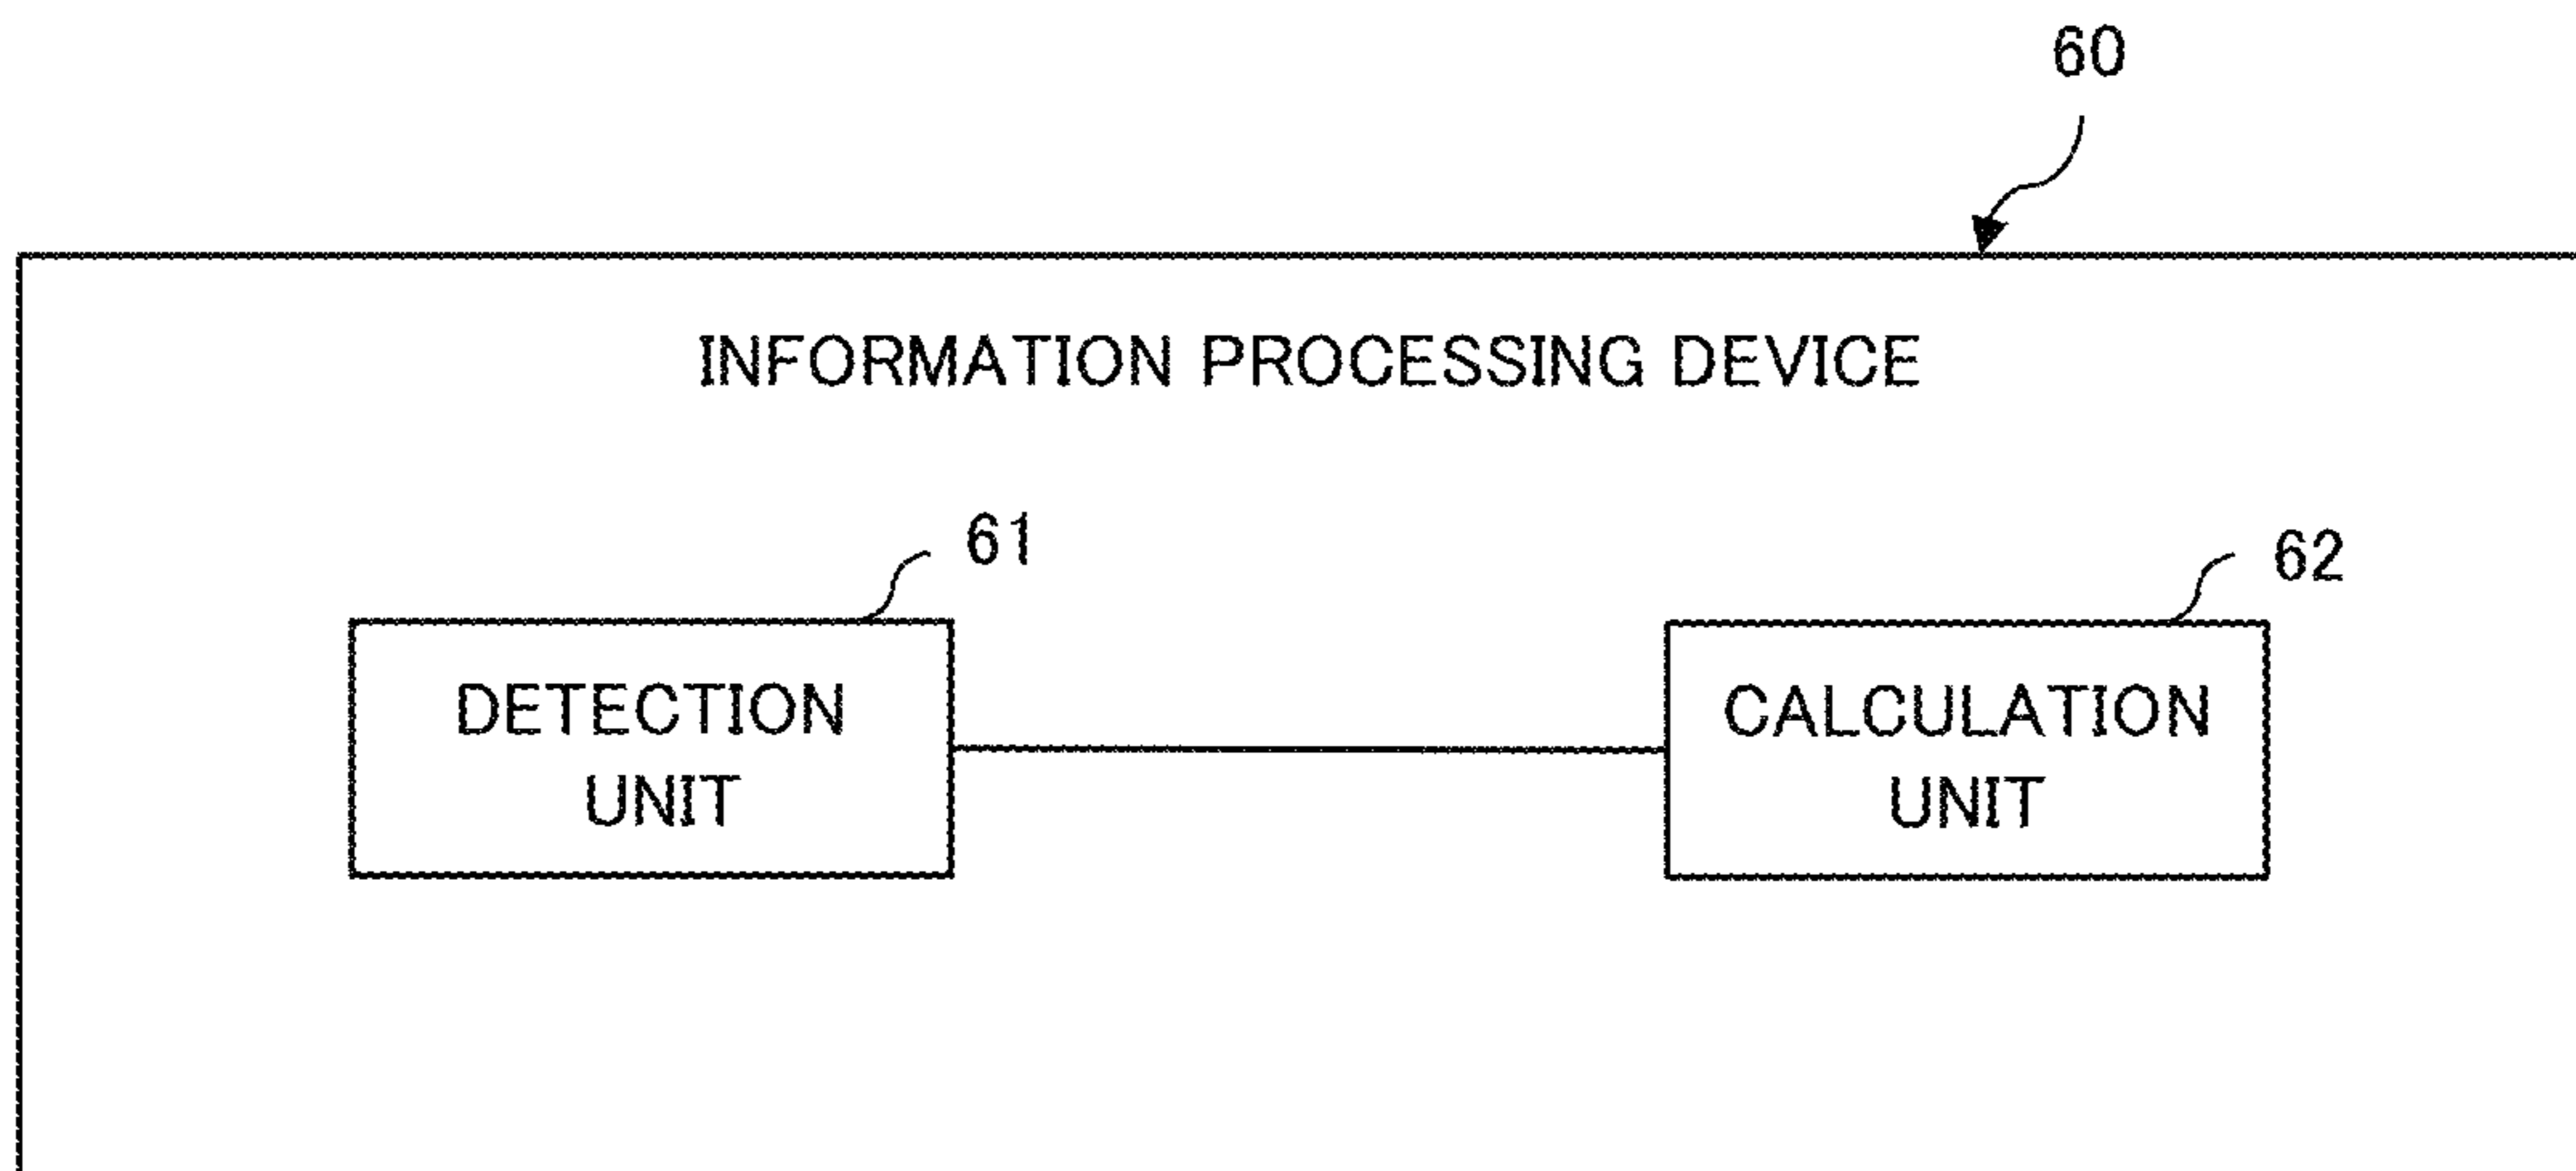 60
INFORMATION PROCESSING DEVICE
61
62
DETECTION
UNIT
CALCULATION
UNIT